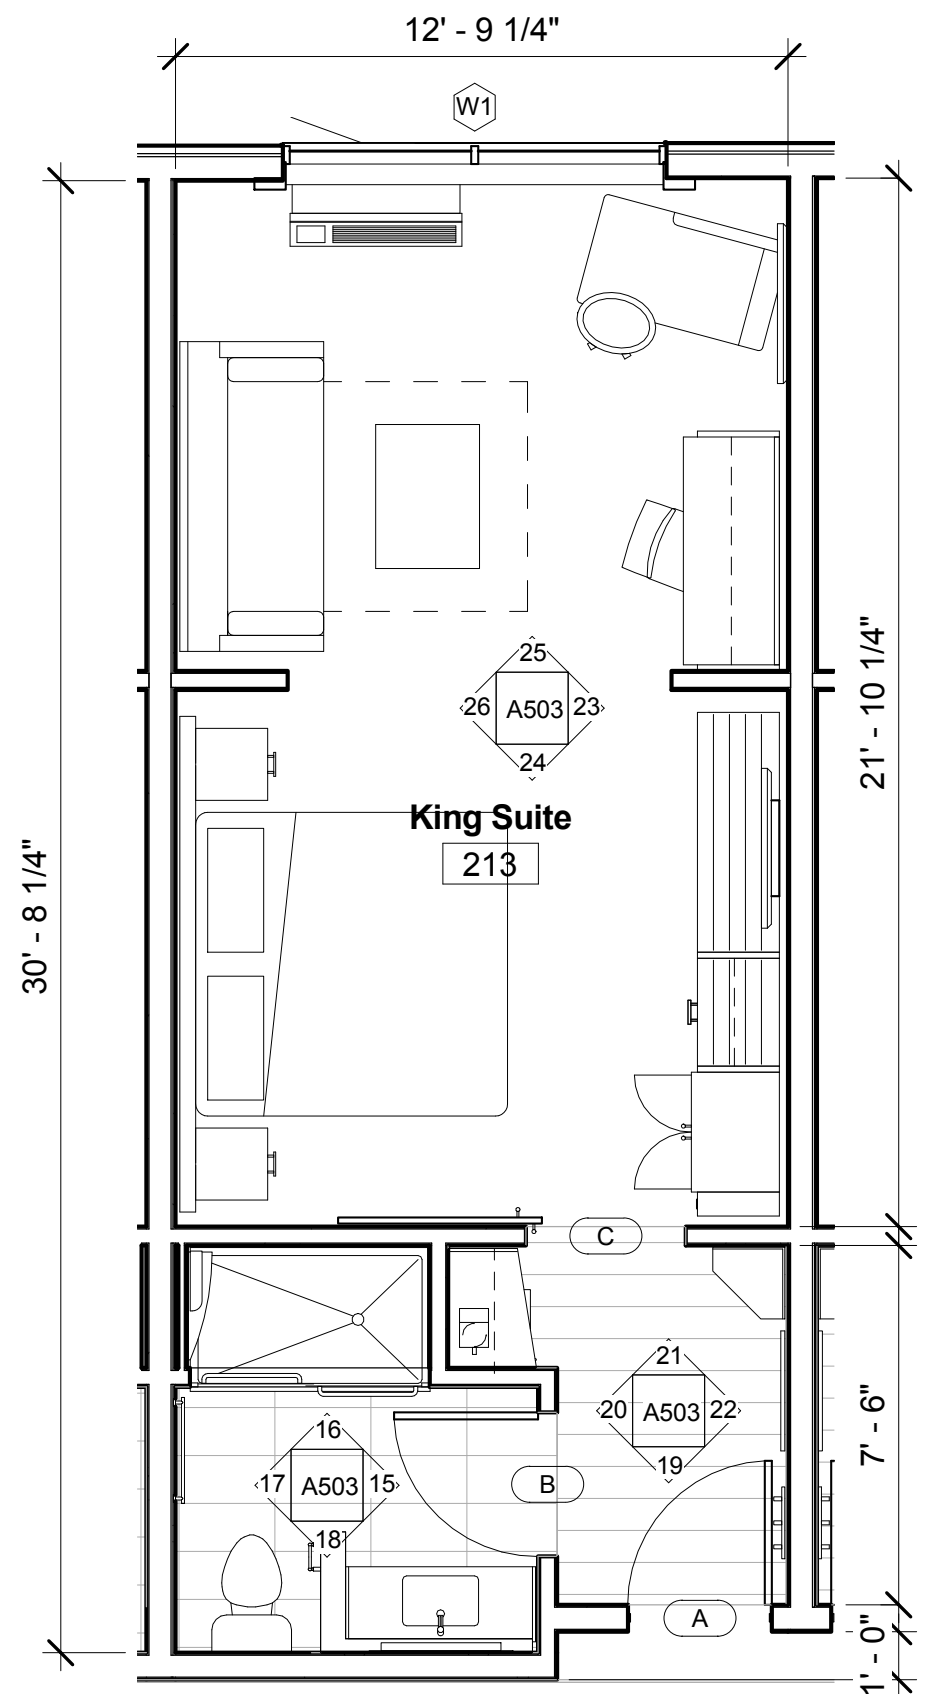 12' - 9 1/4"
W1
25
26 A503 23
24
King Suite
213
30' - 8 1/4"
21' - 10 1/4"
C
21
20 A503 22
19
7' - 6"
16
17 A503 15
18
B
A
1' - 0"